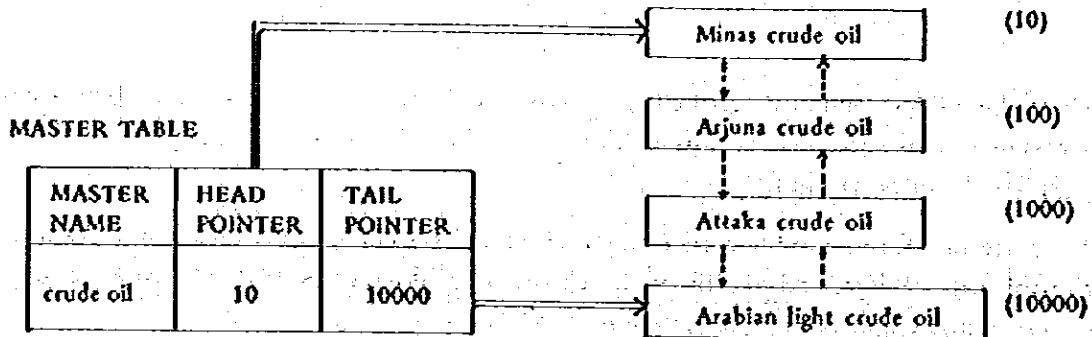 Minas crude oil (10)
Arjuna crude oil (100)
MASTER TABLE
MASTER NAME HEAD POINTER TAIL POINTER
Attaka crude oil (1000)
crude oil 10 10000
Arabian light crude oil (10000)